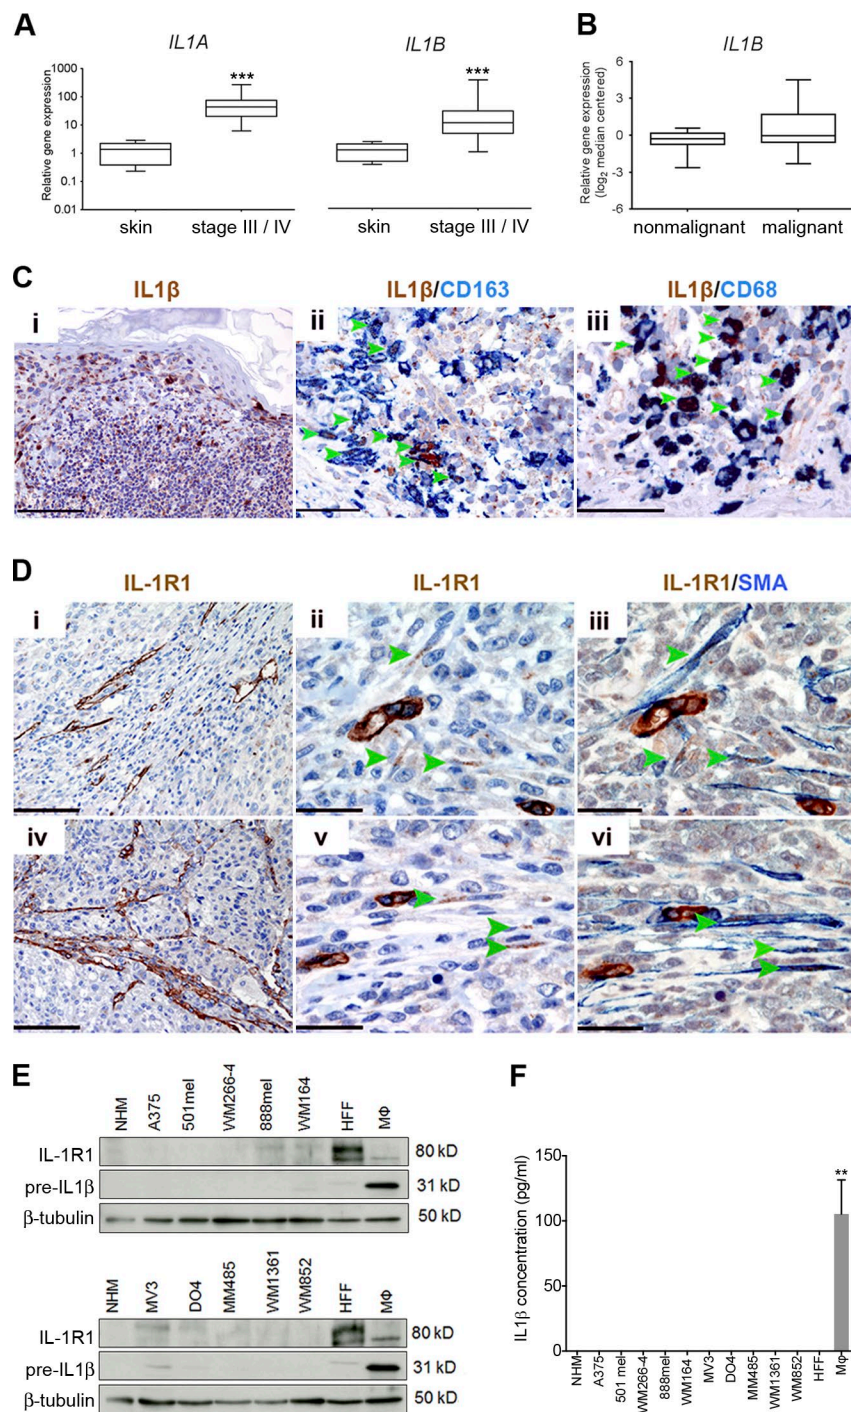 A
B
IL1A
IL1B
IL1B
Relative gene expression
1000
100
10
1
0.1
0.01
***
***
skin
stage III / IV
skin
stage III / IV
Relative gene expression
(log2 median centered)
6
3
0
-3
-6
nonmalignant
malignant
C
IL1β
IL1β/CD163
IL1β/CD68
i
ii
iii
D
IL-1R1
IL-1R1
IL-1R1/SMA
i
ii
iii
iv
v
vi
E
NHM A375 501mel WM266-4 888mel WM164 HFF MΦ
IL-1R1 80 kD
pre-IL1β 31 kD
β-tubulin 50 kD
NHM MV3 DO4 MM485 WM1361 WM852 HFF MΦ
IL-1R1 80 kD
pre-IL1β 31 kD
β-tubulin 50 kD
F
IL1β concentration (pg/ml)
150
100
50
0
**
NHM A375 501 mel WM266-4 888mel WM164 MV3 DO4 MM485 WM1361 WM852 HFF Mφ